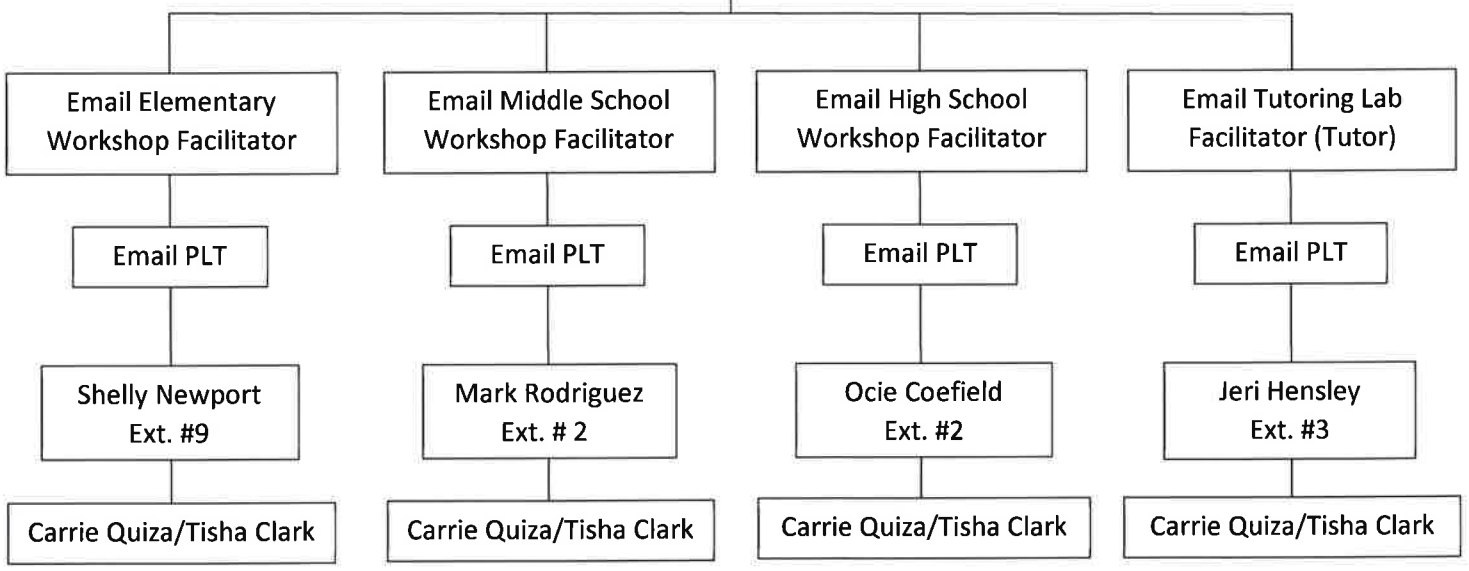 Email Elementary
Workshop Facilitator
Email Middle School
Workshop Facilitator
Email High School
Workshop Facilitator
Email Tutoring Lab
Facilitator (Tutor)
Email PLT
Email PLT
Email PLT
Email PLT
Shelly Newport
Ext. #9
Mark Rodriguez
Ext. # 2
Ocie Coefield
Ext. #2
Jeri Hensley
Ext. #3
Carrie Quiza/Tisha Clark
Carrie Quiza/Tisha Clark
Carrie Quiza/Tisha Clark
Carrie Quiza/Tisha Clark